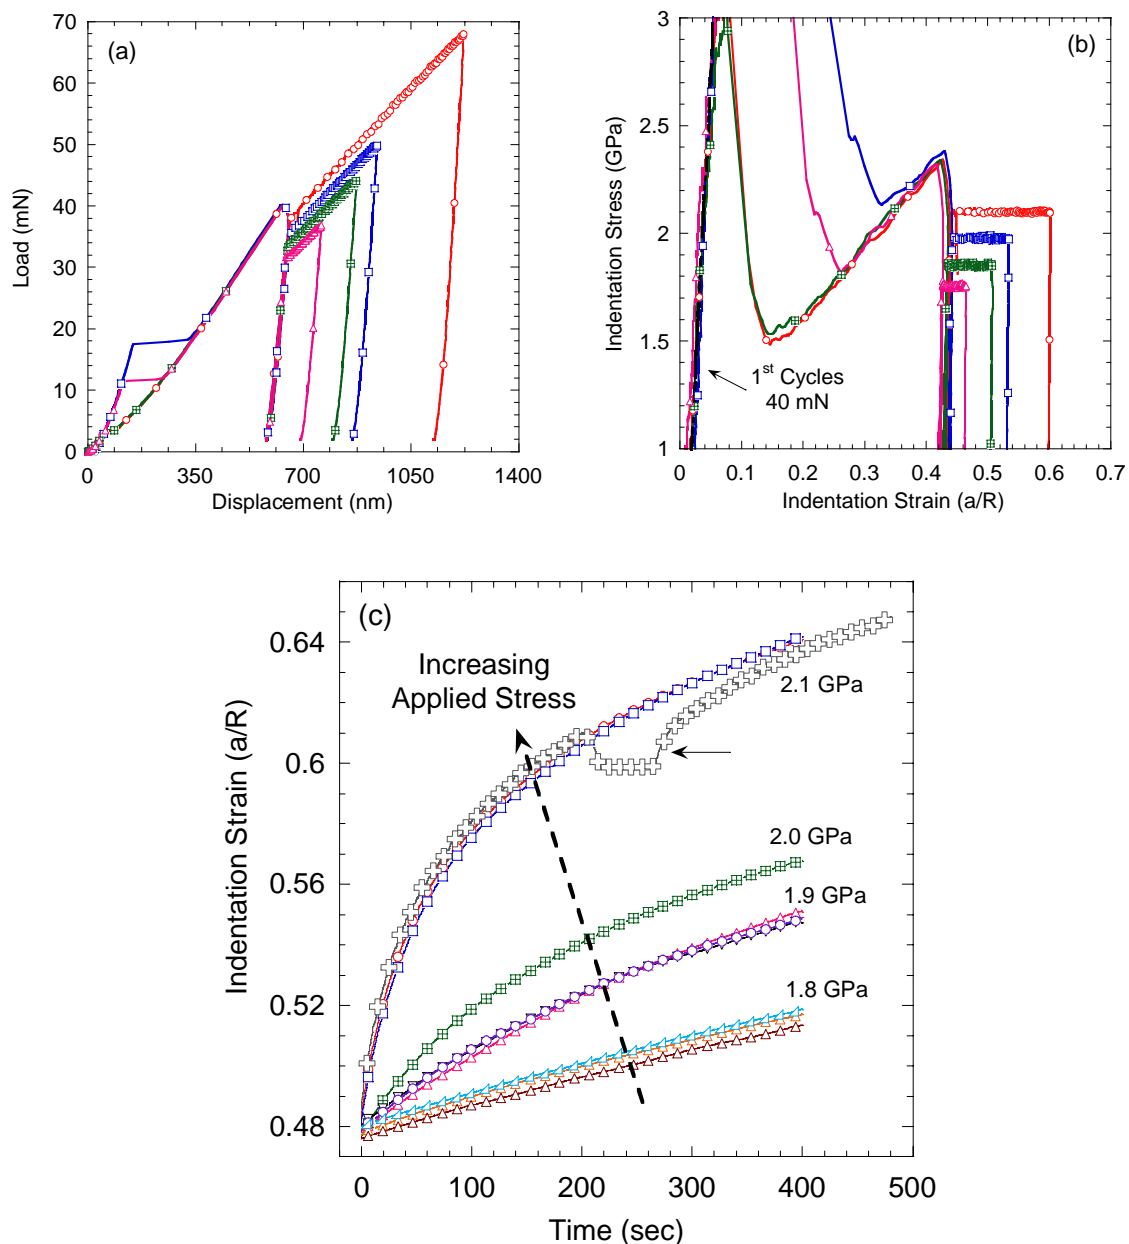 (a)
70
60
50
40
30
20
10
0
Load (mN)
0 350 700 1050 1400
Displacement (nm)
(b)
3
2.5
2
1.5
1
Indentation Stress (GPa)
1st Cycles
40 mN
0 0.1 0.2 0.3 0.4 0.5 0.6 0.7
Indentation Strain (a/R)
(c)
0.64
0.6
0.56
0.52
0.48
Indentation Strain (a/R)
Increasing
Applied Stress
2.1 GPa
2.0 GPa
1.9 GPa
1.8 GPa
0 100 200 300 400 500
Time (sec)